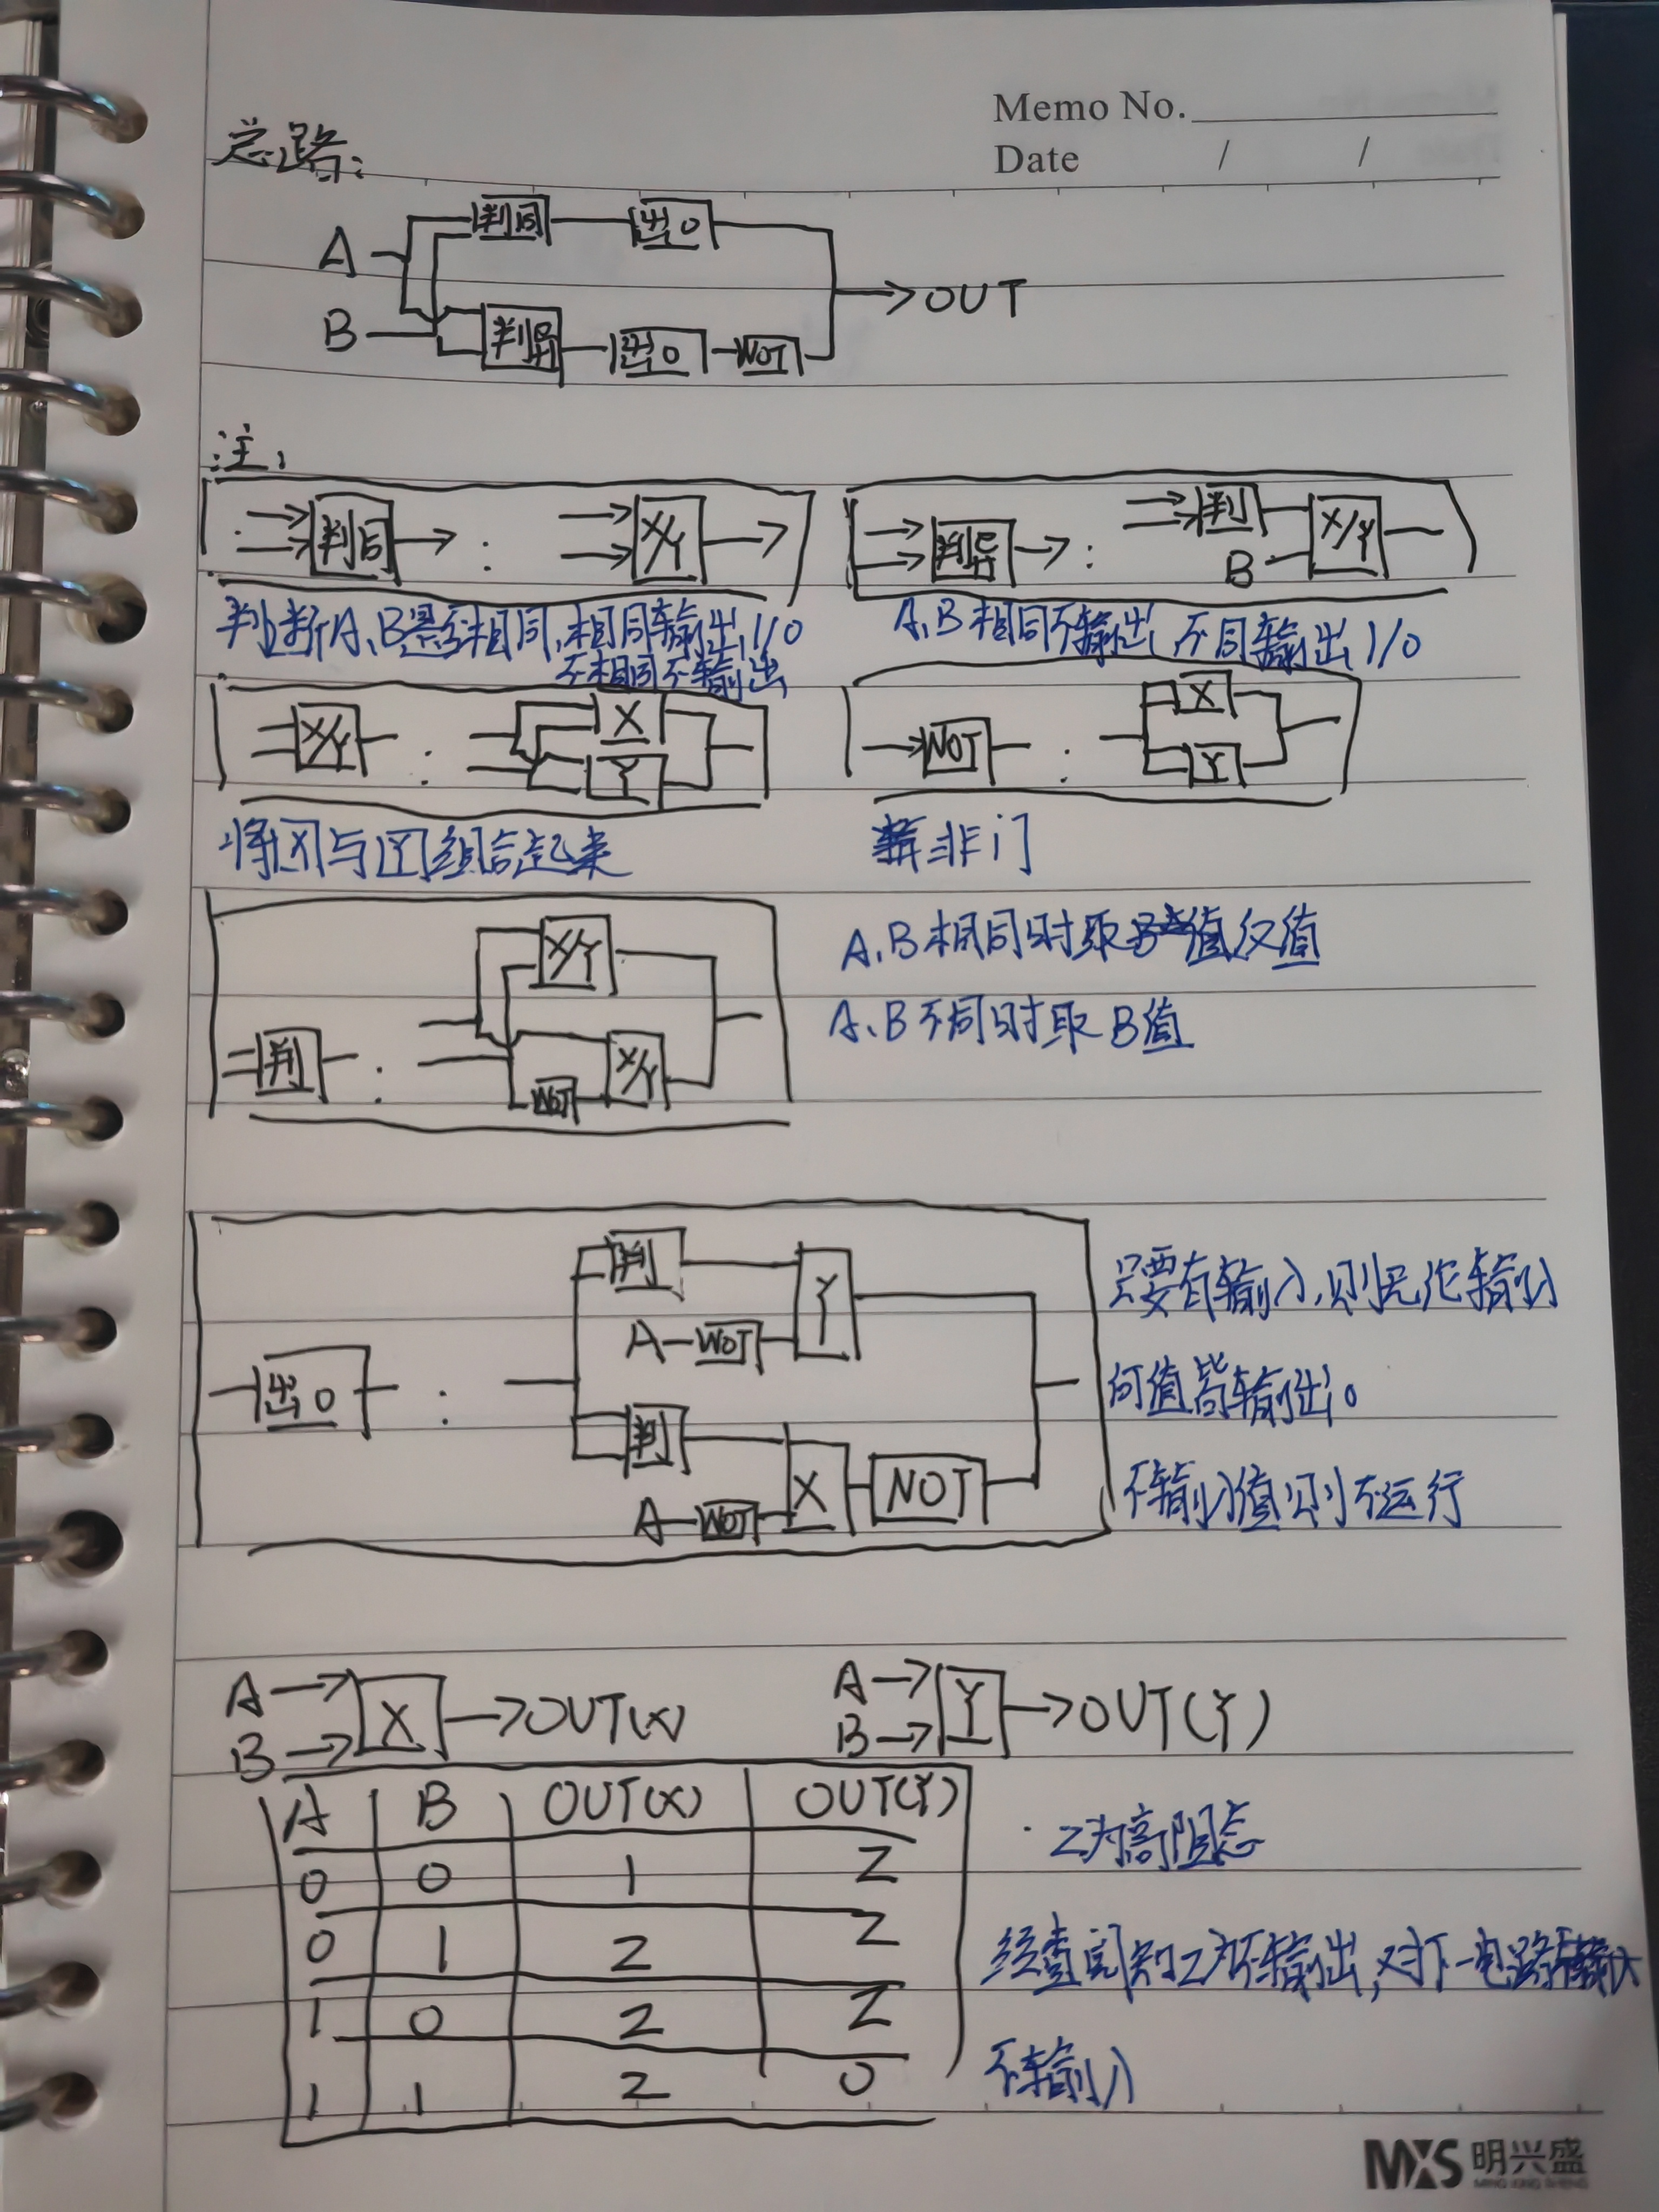 Memo No.
Date / /
总路:
A
B
判同
出0
判异
出0
NOT
OUT
注:
判同
:
X/Y
判异
:
判
B
X/Y
判断A、B是否相同,相同输出1/0
不相同不输出
A、B相同不输出,不同输出1/0
X/Y
:
X
Y
NOT
:
X
Y
将X与Y组合起来
非门
判
:
X/Y
NOT
X/Y
A、B相同时取反值
A、B不同时取B值
出0
:
判
A
NOT
Y
判
A
NOT
X
NOT
只要有输入,则无论输入
何值皆输出0
不输入值则不运行
A
B
X
OUT(X)
A
B
Y
OUT(Y)
A B OUT(X) OUT(Y)
0 0 1 Z
0 1 Z Z
1 0 Z Z
1 1 Z 0
·Z为高阻态
经查阅知Z为不输出,对下一电路
不输入
MXS 明兴盛
MING XING SHENG